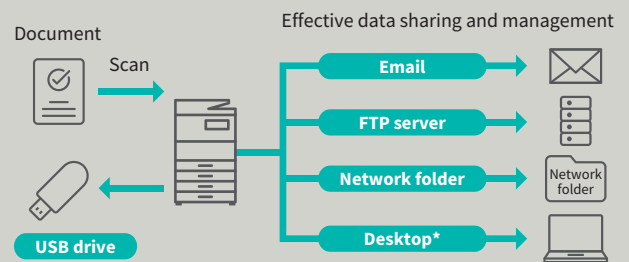 Effective data sharing and management
Document
Scan
Email
FTP server
Network folder
Network
folder
Desktop*
USB drive